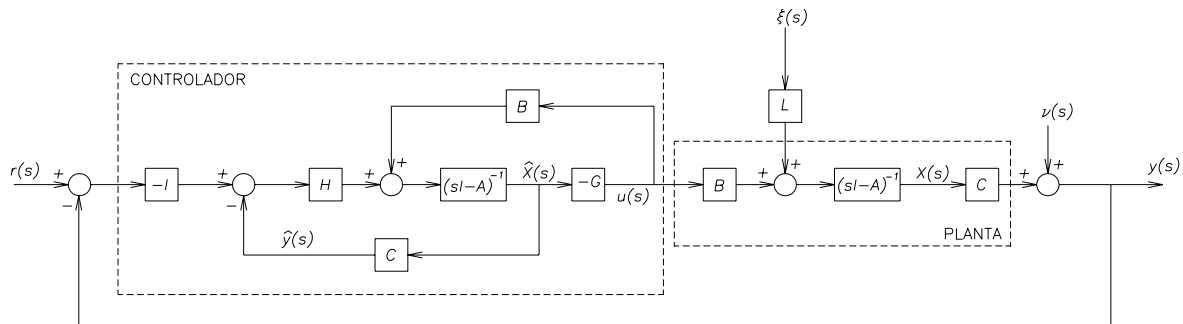 ξ(s)
CONTROLADOR
B
L
ν(s)
r(s) + + + + X̂(s) + X(s) + + y(s)
−I H (sI−A)⁻¹ −G B (sI−A)⁻¹ C
− − u(s)
ŷ(s) C PLANTA